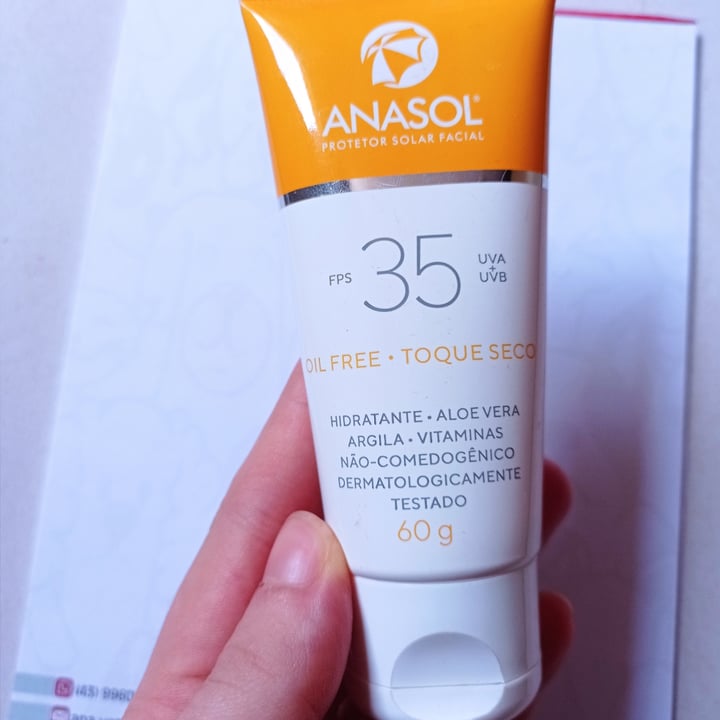 ANASOL®
PROTETOR SOLAR FACIAL
FPS 35 UVA + UVB
OIL FREE • TOQUE SECO
HIDRATANTE • ALOE VERA
ARGILA • VITAMINAS
NÃO-COMEDOGÊNICO
DERMATOLOGICAMENTE
TESTADO
60 g
(43)